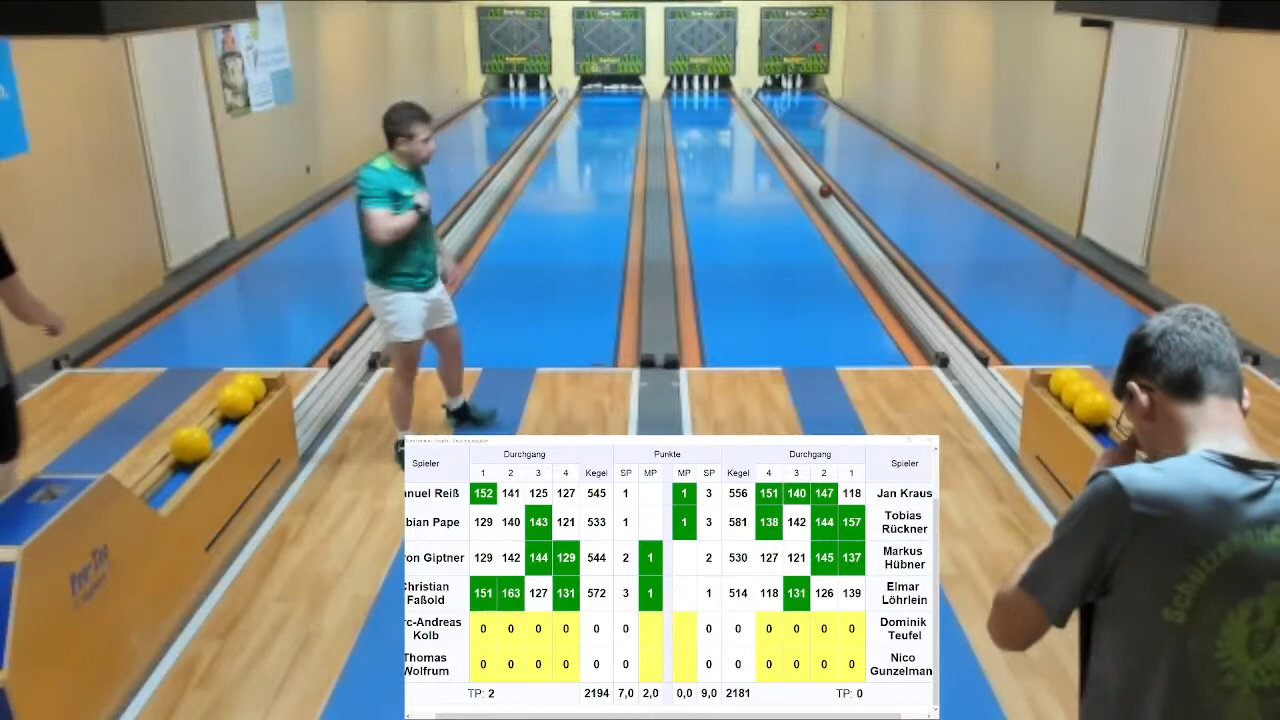 Durchgang Punkte Durchgang
Spieler 1 2 3 4 Kegel SP MP MP SP Kegel 4 3 2 1 Spieler
nuel Reiß 152 141 125 127 545 1 1 3 556 151 140 147 118 Jan Kraus
bian Pape 129 140 143 121 533 1 1 3 581 138 142 144 157 Tobias Rückner
on Giptner 129 142 144 129 544 2 1 2 530 127 121 145 137 Markus Hübner
Christian Faßold 151 163 127 131 572 3 1 1 514 118 131 126 139 Elmar Löhrlein
rc-Andreas Kolb 0 0 0 0 0 0 0 0 0 0 0 0 Dominik Teufel
Thomas Wolfrum 0 0 0 0 0 0 0 0 0 0 0 0 Nico Gunzelman
TP: 2 2194 7,0 2,0 0,0 9,0 2181 TP: 0
Pro-Tec